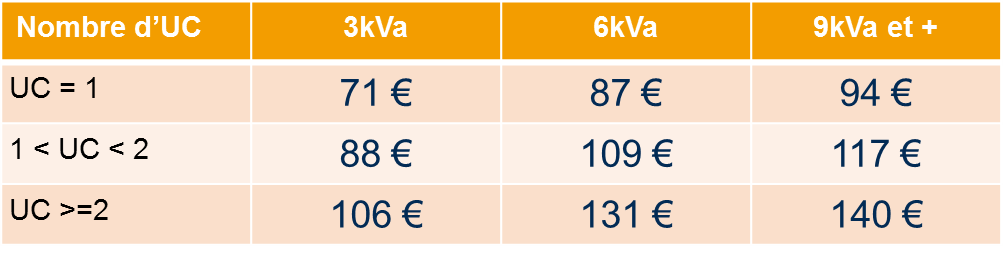 Nombre d’UC 3kVa 6kVa 9kVa et +
UC = 1 71 € 87 € 94 €
1 < UC < 2 88 € 109 € 117 €
UC >=2 106 € 131 € 140 €